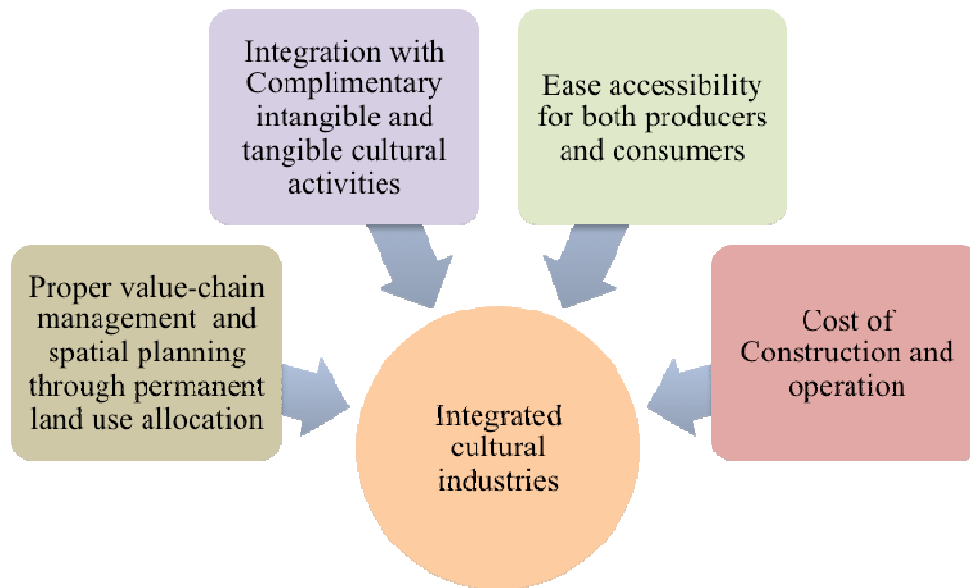 Integration with
Complimentary
intangible and
tangible cultural
activities
Ease accessibility
for both producers
and consumers
Proper value-chain
management and
spatial planning
through permanent
land use allocation
Cost of
Construction and
operation
Integrated
cultural
industries